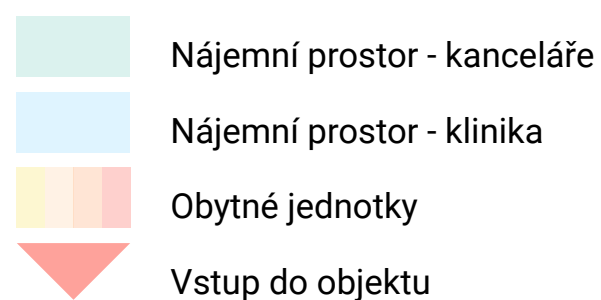 Nájemní prostor - kanceláře
Nájemní prostor - klinika
Obytné jednotky
Vstup do objektu